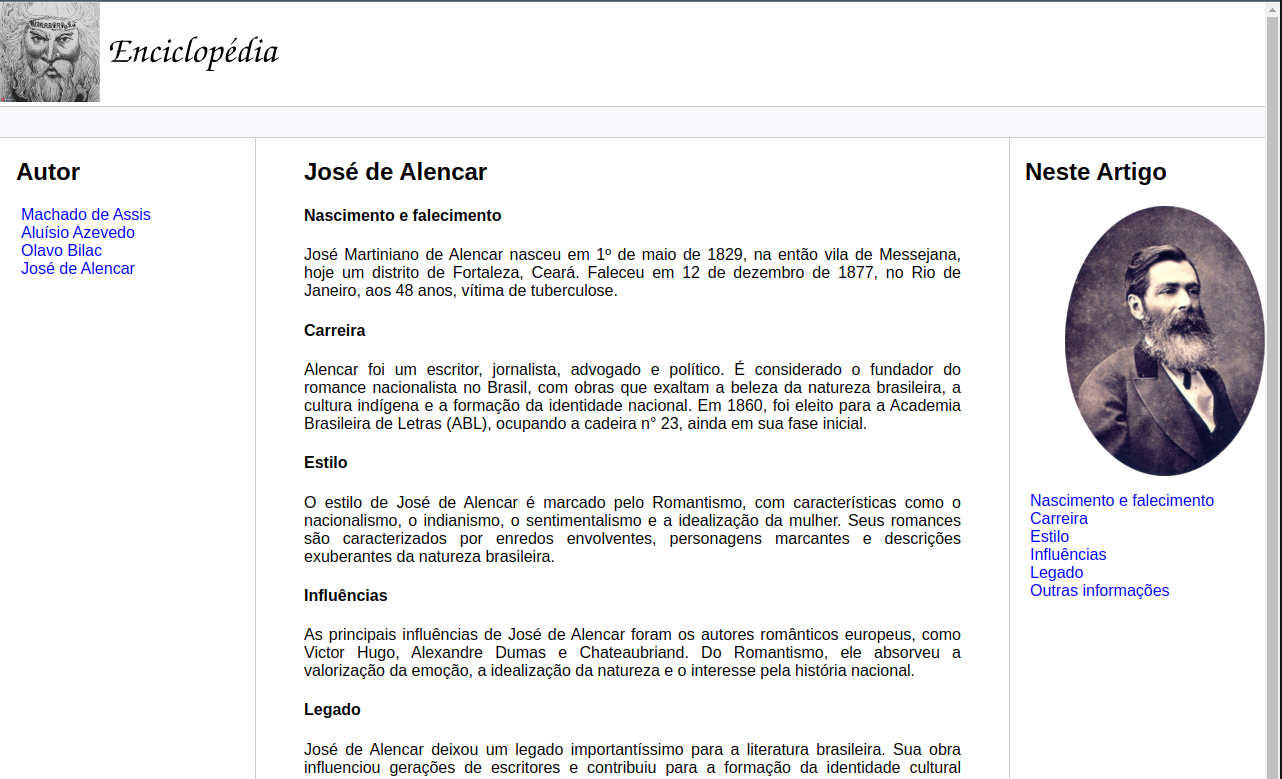 Enciclopédia
Autor
Machado de Assis
Aluísio Azevedo
Olavo Bilac
José de Alencar
José de Alencar
Nascimento e falecimento
José Martiniano de Alencar nasceu em 1º de maio de 1829, na então vila de Messejana,
hoje um distrito de Fortaleza, Ceará. Faleceu em 12 de dezembro de 1877, no Rio de
Janeiro, aos 48 anos, vítima de tuberculose.
Carreira
Alencar foi um escritor, jornalista, advogado e político. É considerado o fundador do
romance nacionalista no Brasil, com obras que exaltam a beleza da natureza brasileira, a
cultura indígena e a formação da identidade nacional. Em 1860, foi eleito para a Academia
Brasileira de Letras (ABL), ocupando a cadeira n° 23, ainda em sua fase inicial.
Estilo
O estilo de José de Alencar é marcado pelo Romantismo, com características como o
nacionalismo, o indianismo, o sentimentalismo e a idealização da mulher. Seus romances
são caracterizados por enredos envolventes, personagens marcantes e descrições
exuberantes da natureza brasileira.
Influências
As principais influências de José de Alencar foram os autores românticos europeus, como
Victor Hugo, Alexandre Dumas e Chateaubriand. Do Romantismo, ele absorveu a
valorização da emoção, a idealização da natureza e o interesse pela história nacional.
Legado
José de Alencar deixou um legado importantíssimo para a literatura brasileira. Sua obra
influenciou gerações de escritores e contribuiu para a formação da identidade cultural
Neste Artigo
Nascimento e falecimento
Carreira
Estilo
Influências
Legado
Outras informações